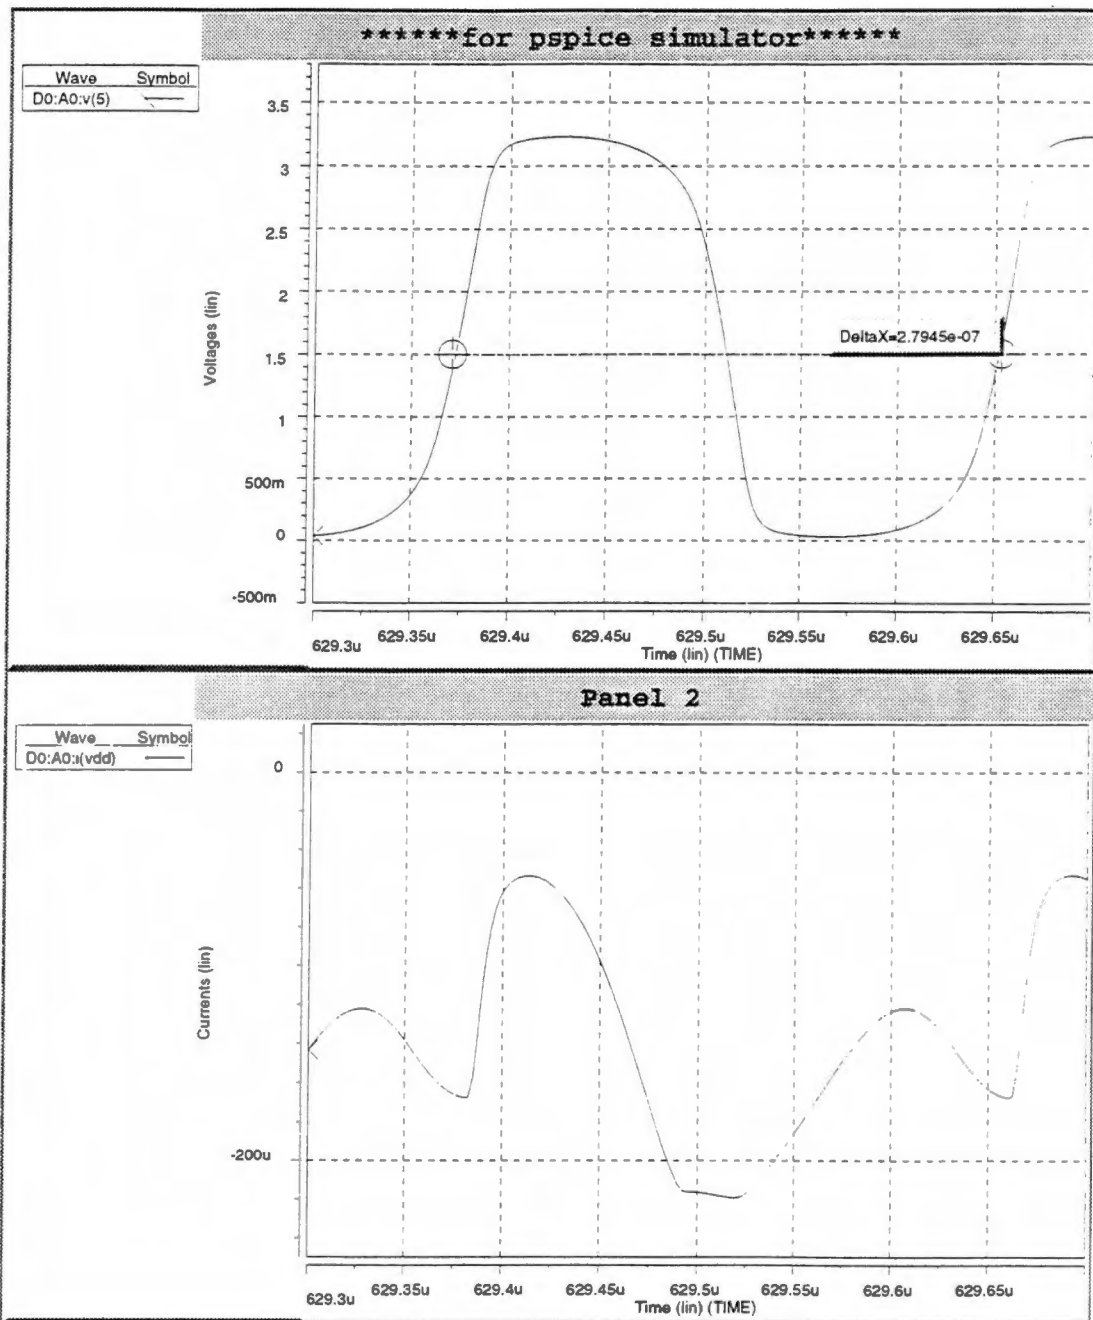 ******for pspice simulator******
Wave Symbol
D0:A0:v(5)
3.5
3
2.5
2
1.5
1
500m
0
-500m
Voltages (lin)
DeltaX=2.7945e-07
629.3u 629.35u 629.4u 629.45u 629.5u 629.55u 629.6u 629.65u
Time (lin) (TIME)
Panel 2
Wave Symbol
D0:A0:i(vdd)
0
-200u
Currents (lin)
629.3u 629.35u 629.4u 629.45u 629.5u 629.55u 629.6u 629.65u
Time (lin) (TIME)